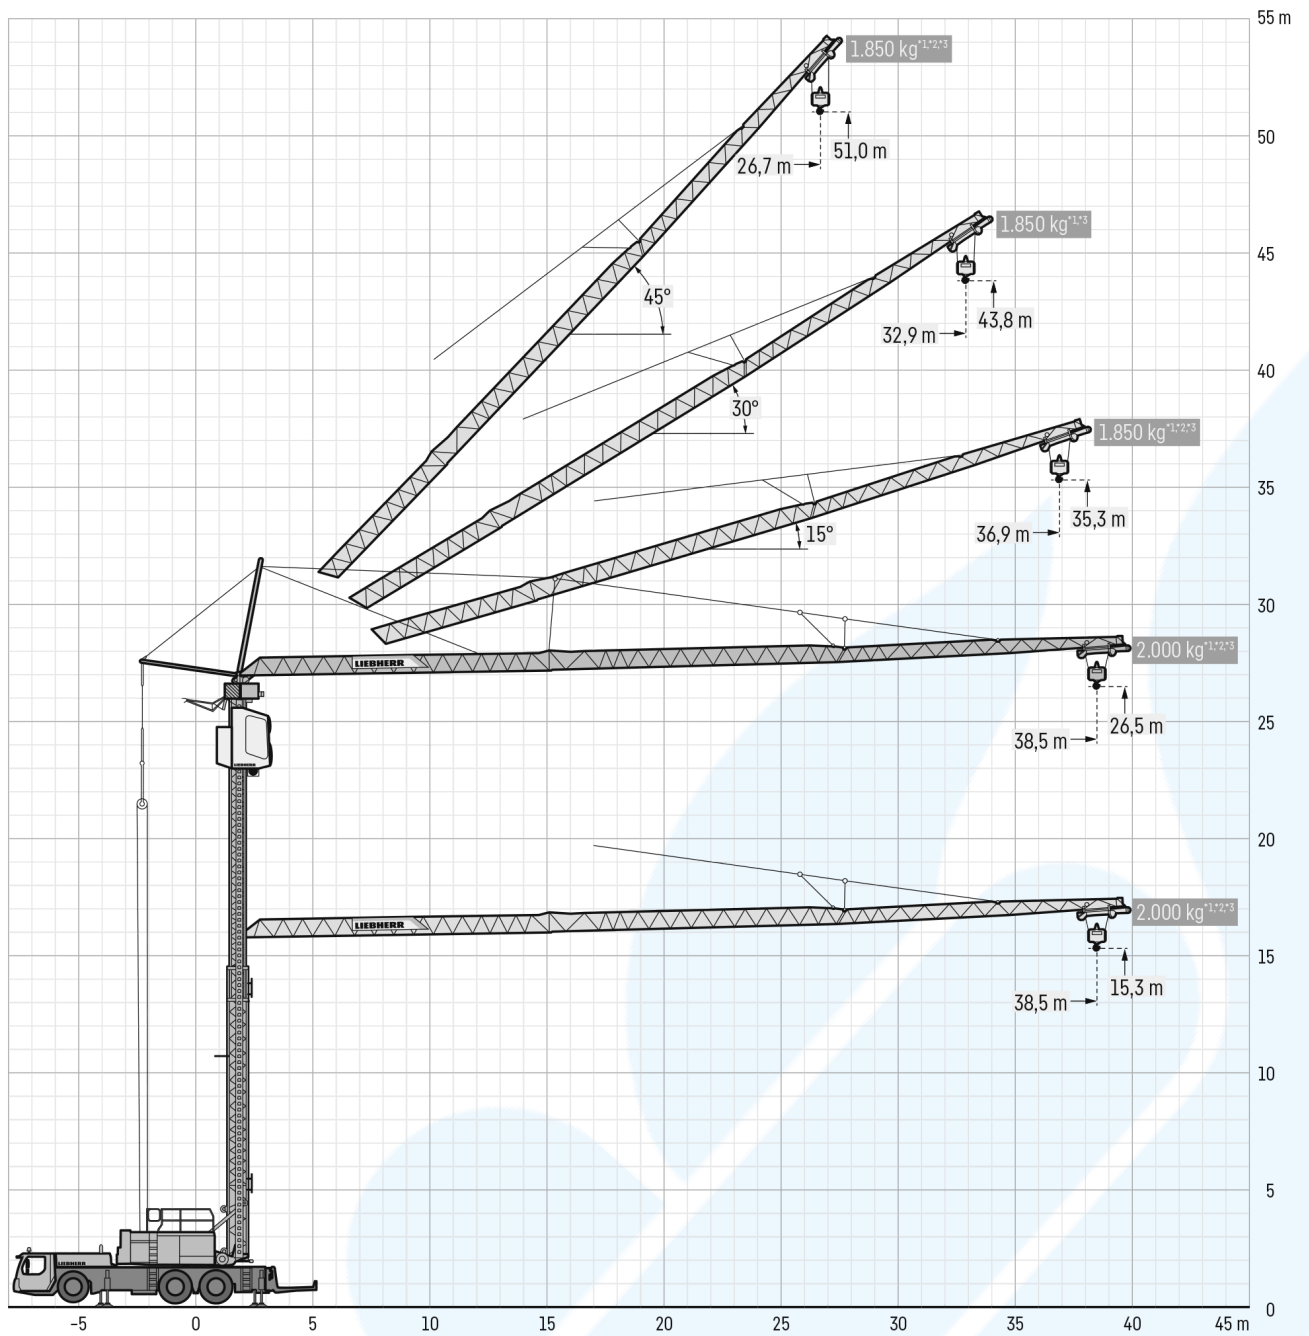 55 m
1.850 kg*1,*2,*3
51,0 m
26,7 m
50
1.850 kg*1,*3
45
45°
43,8 m
32,9 m
40
30°
1.850 kg*1,*2,*3
35
35,3 m
36,9 m
15°
30
LIEBHERR
2.000 kg*1,*2,*3
26,5 m
25
38,5 m
LIEBHERR
20
LIEBHERR
2.000 kg*1,*2,*3
15
15,3 m
38,5 m
10
5
LIEBHERR
0
-5 0 5 10 15 20 25 30 35 40 45 m